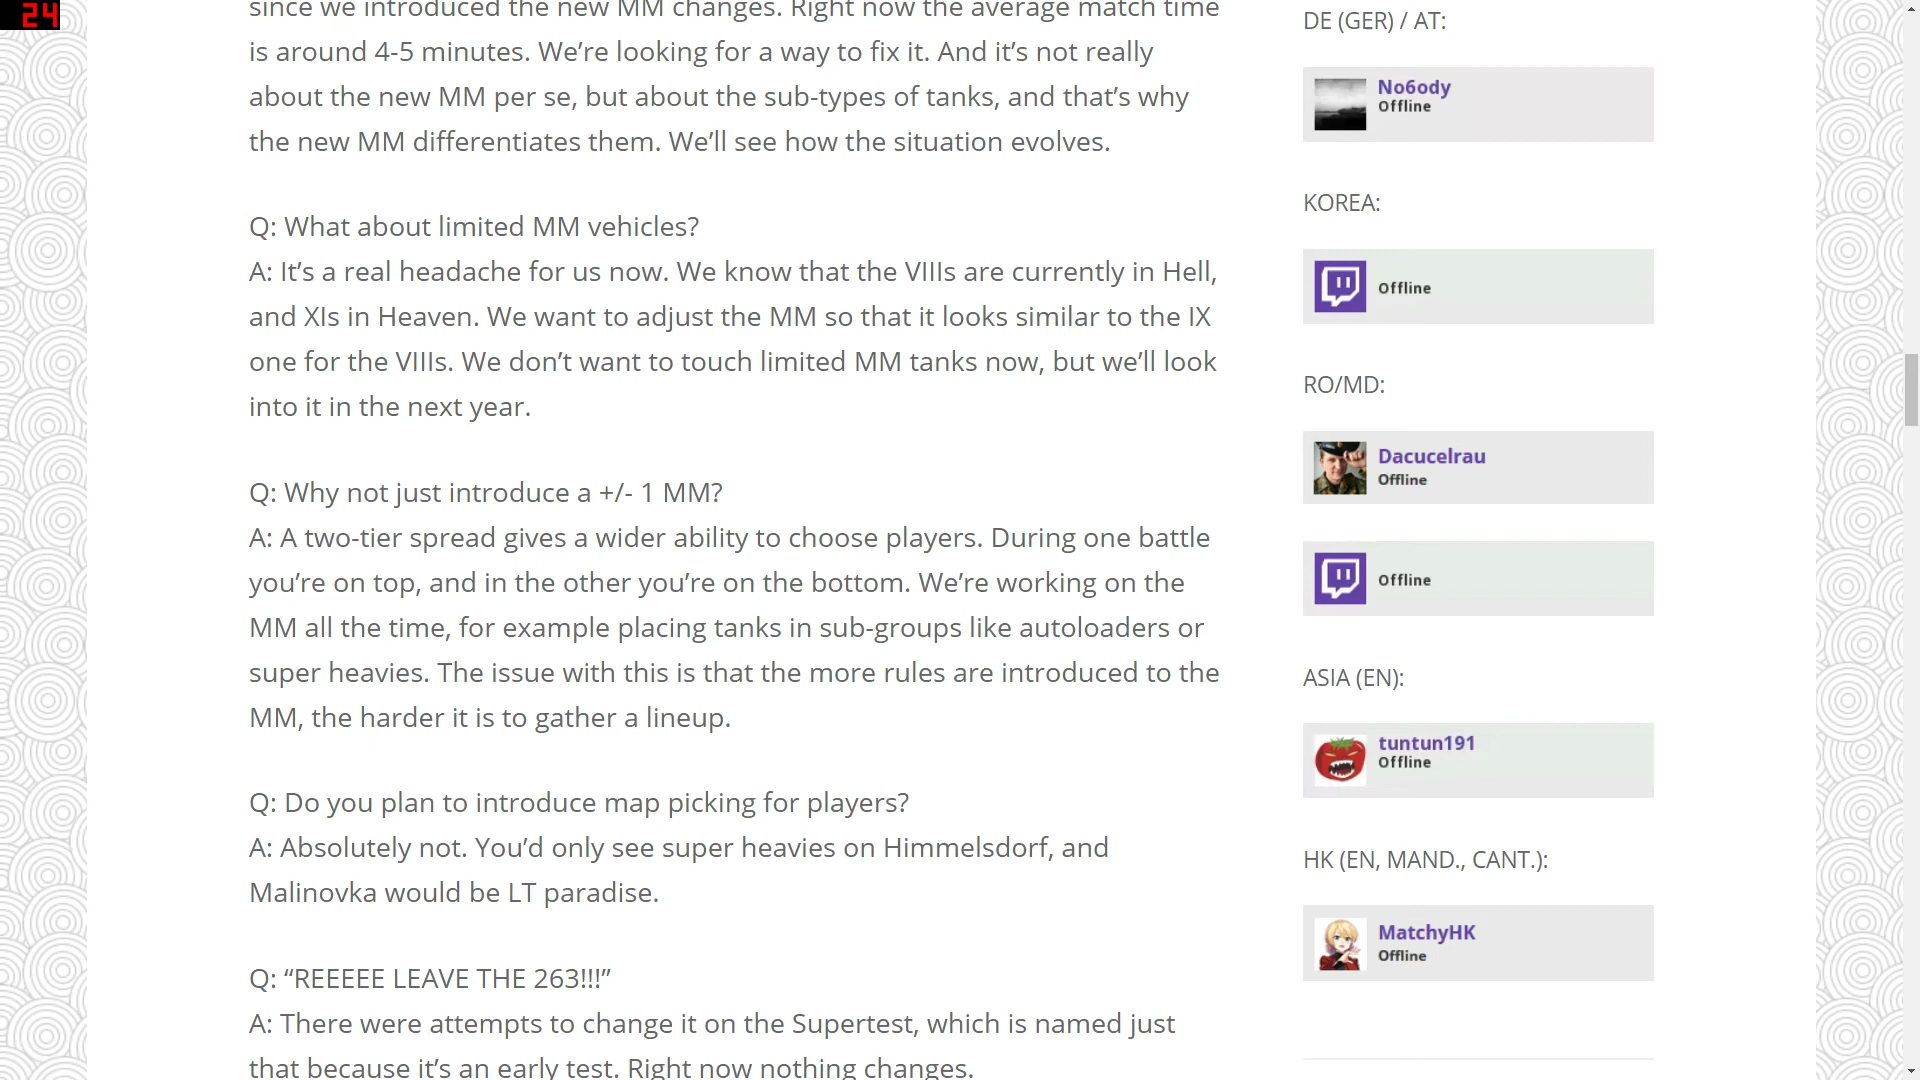 24
since we introduced the new MM changes. Right now the average match time
is around 4-5 minutes. We’re looking for a way to fix it. And it’s not really
about the new MM per se, but about the sub-types of tanks, and that’s why
the new MM differentiates them. We’ll see how the situation evolves.
Q: What about limited MM vehicles?
A: It’s a real headache for us now. We know that the VIIIs are currently in Hell,
and XIs in Heaven. We want to adjust the MM so that it looks similar to the IX
one for the VIIIs. We don’t want to touch limited MM tanks now, but we’ll look
into it in the next year.
Q: Why not just introduce a +/- 1 MM?
A: A two-tier spread gives a wider ability to choose players. During one battle
you’re on top, and in the other you’re on the bottom. We’re working on the
MM all the time, for example placing tanks in sub-groups like autoloaders or
super heavies. The issue with this is that the more rules are introduced to the
MM, the harder it is to gather a lineup.
Q: Do you plan to introduce map picking for players?
A: Absolutely not. You’d only see super heavies on Himmelsdorf, and
Malinovka would be LT paradise.
Q: “REEEEE LEAVE THE 263!!!”
A: There were attempts to change it on the Supertest, which is named just
that because it’s an early test. Right now nothing changes.
DE (GER) / AT:
No6ody
Offline
KOREA:
Offline
RO/MD:
Dacucelrau
Offline
Offline
ASIA (EN):
tuntun191
Offline
HK (EN, MAND., CANT.):
MatchyHK
Offline